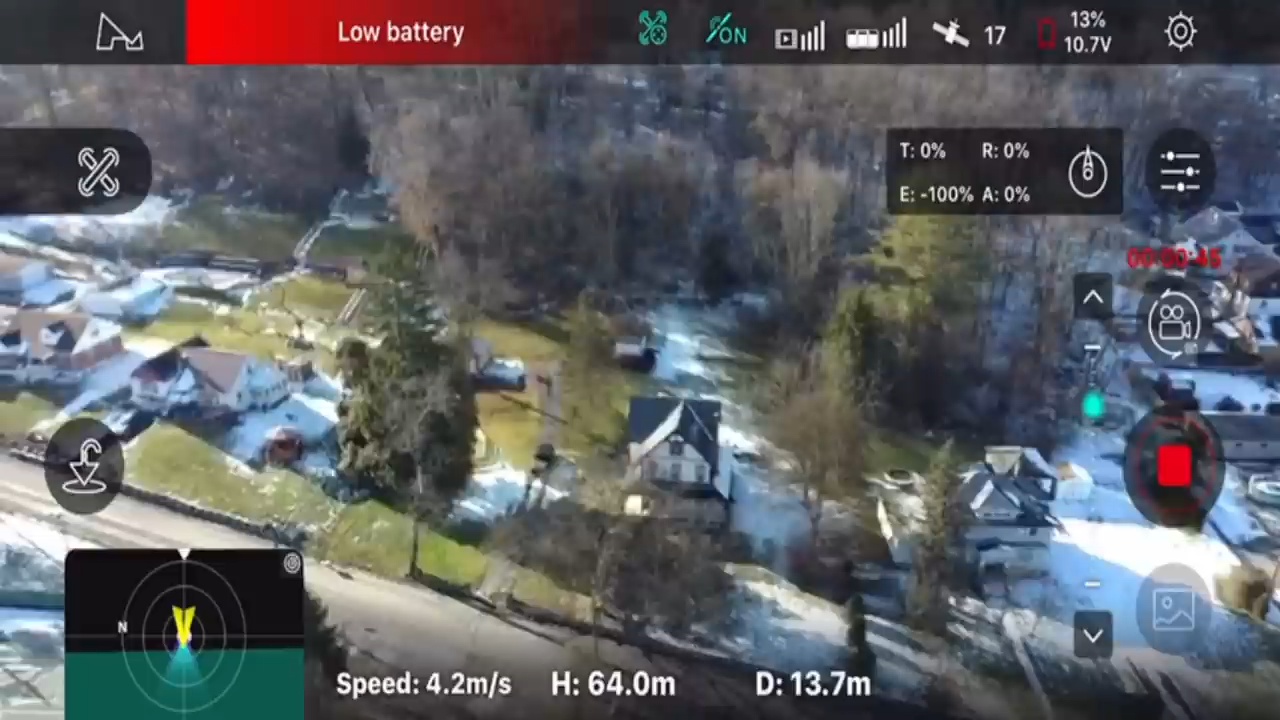 Low battery
ON
17
13%
10.7V
T: 0% R: 0%
E: -100% A: 0%
00:00:45
N
Speed: 4.2m/s H: 64.0m D: 13.7m